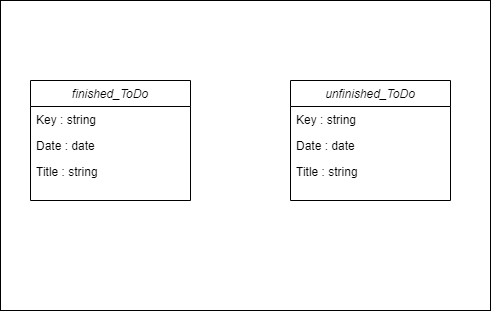 finished_ToDo
Key : string
Date : date
Title : string
unfinished_ToDo
Key : string
Date : date
Title : string